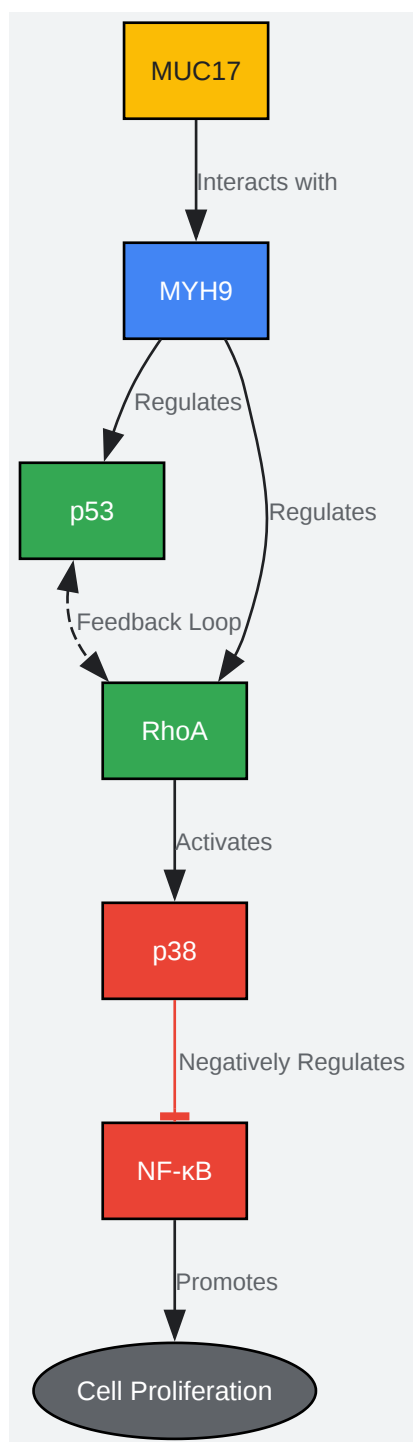 MUC17
Interacts with
MYH9
Regulates
p53
Regulates
Feedback Loop
RhoA
Activates
p38
Negatively Regulates
NF-κB
Promotes
Cell Proliferation